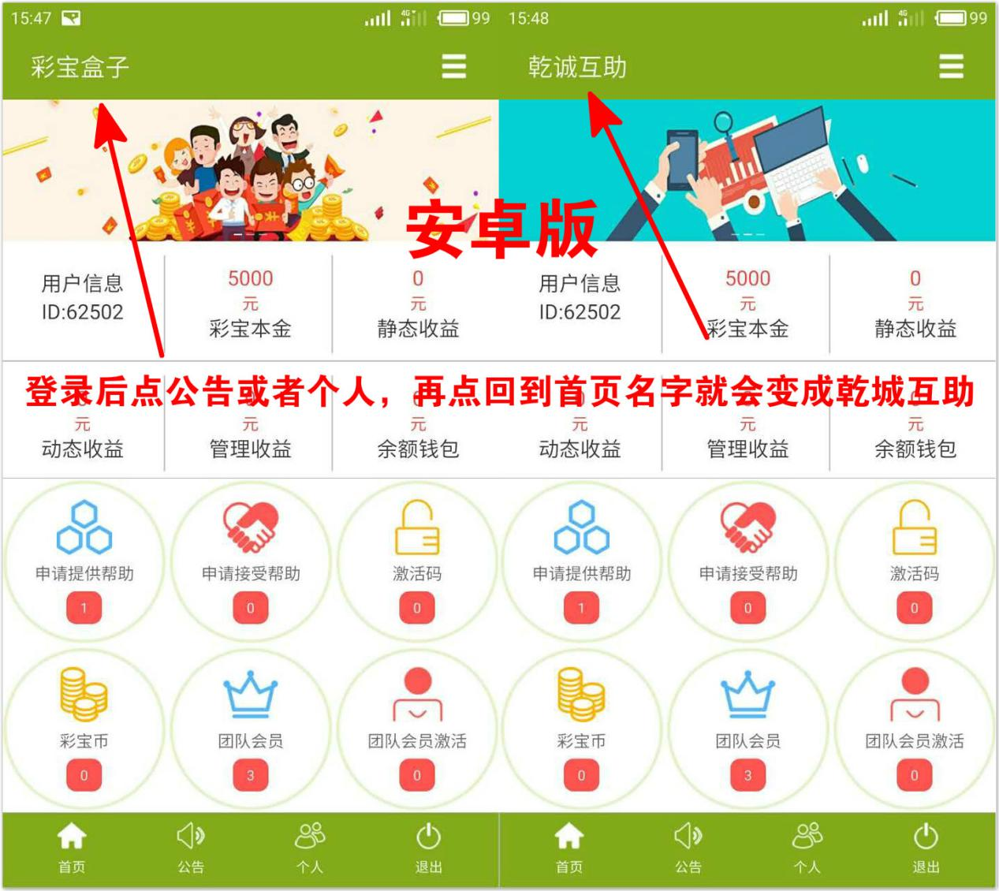 15:47
4G
99
15:48
4G
99
彩宝盒子
乾诚互助
安卓版
用户信息
ID:62502
5000
元
彩宝本金
0
元
静态收益
用户信息
ID:62502
5000
元
彩宝本金
0
元
静态收益
登录后点公告或者个人，再点回到首页名字就会变成乾城互助
元
动态收益
元
管理收益
元
余额钱包
元
动态收益
元
管理收益
元
余额钱包
申请提供帮助
1
申请接受帮助
0
激活码
0
申请提供帮助
1
申请接受帮助
0
激活码
0
彩宝币
0
团队会员
3
团队会员激活
0
彩宝币
0
团队会员
3
团队会员激活
0
首页
公告
个人
退出
首页
公告
个人
退出